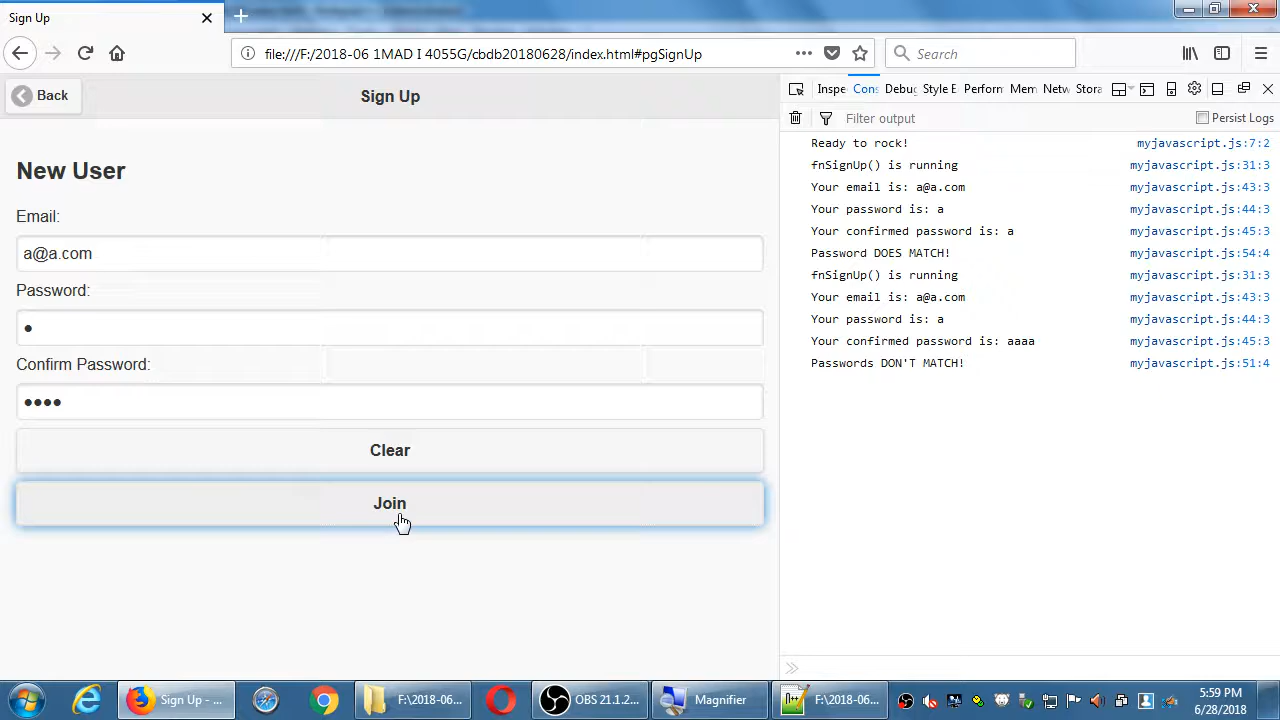 Sign Up
file:///F:/2018-06 1MAD I 4055G/cbdb20180628/index.html#pgSignUp
Search
Back
Sign Up
Inspe
Cons
Debug
Style E
Perform
Mem
Netw
Stora
Filter output
Persist Logs
New User
Email:
a@a.com
Password:
Confirm Password:
Clear
Join
Ready to rock! myjavascript.js:7:2
fnSignUp() is running myjavascript.js:31:3
Your email is: a@a.com myjavascript.js:43:3
Your password is: a myjavascript.js:44:3
Your confirmed password is: a myjavascript.js:45:3
Password DOES MATCH! myjavascript.js:54:4
fnSignUp() is running myjavascript.js:31:3
Your email is: a@a.com myjavascript.js:43:3
Your password is: a myjavascript.js:44:3
Your confirmed password is: aaaa myjavascript.js:45:3
Passwords DON'T MATCH! myjavascript.js:51:4
Sign Up - ...
F:\2018-06...
OBS 21.1.2...
Magnifier
F:\2018-06...
5:59 PM
6/28/2018